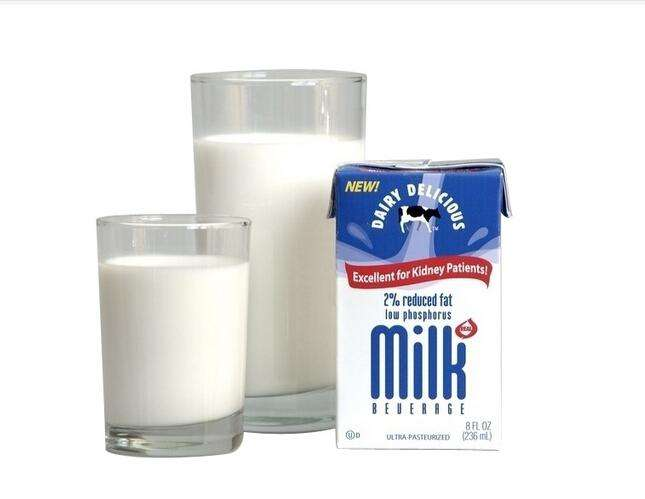 NEW!
DAIRY DELICIOUS
TM
Excellent for Kidney Patients!
2% reduced fat
low phosphorus
milk
REAL
BEVERAGE
U D
ULTRA-PASTEURIZED
8 FL OZ
(236 mL)